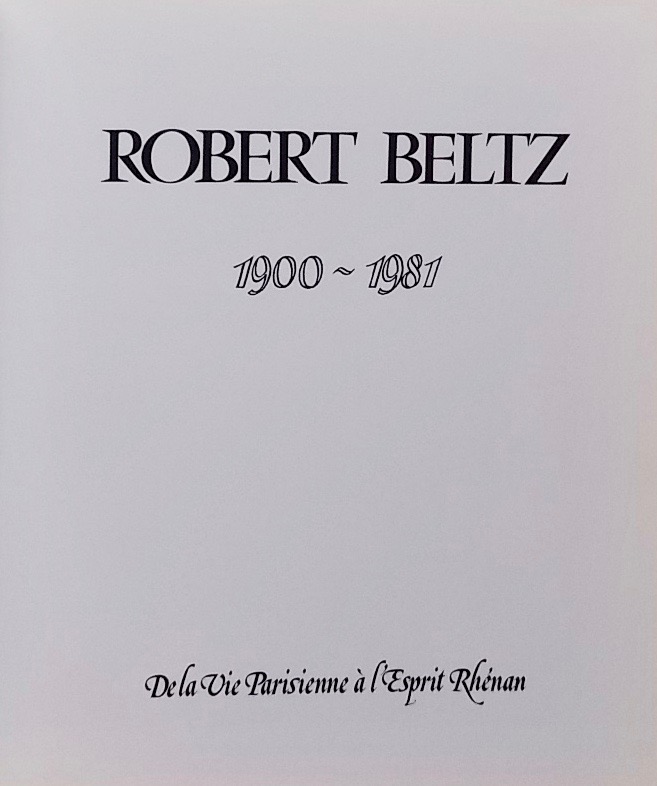 ROBERT BELTZ
1900 ~ 1981
De la Vie Parisienne à l'Esprit Rhénan